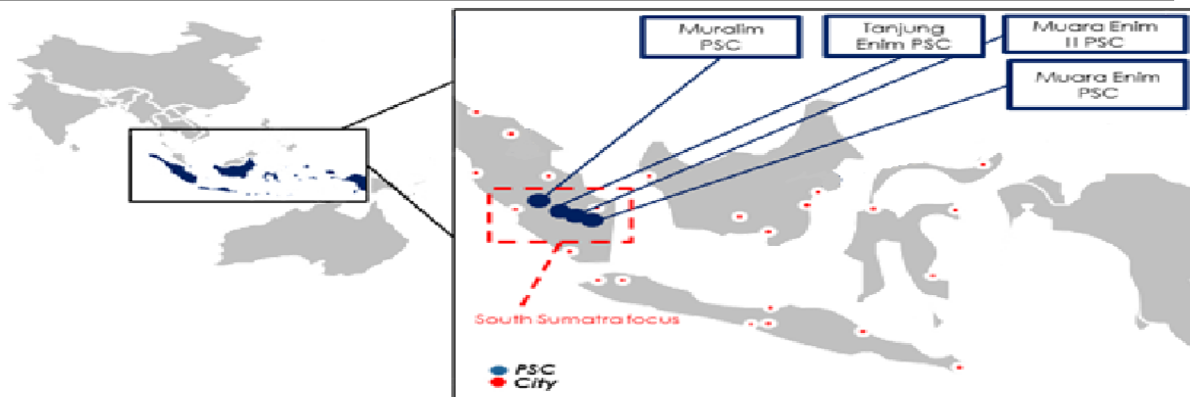 Muralim
PSC
Tanjung
Enim PSC
Muara Enim
II PSC
Muara Enim
PSC
South Sumatra focus
PSC
City